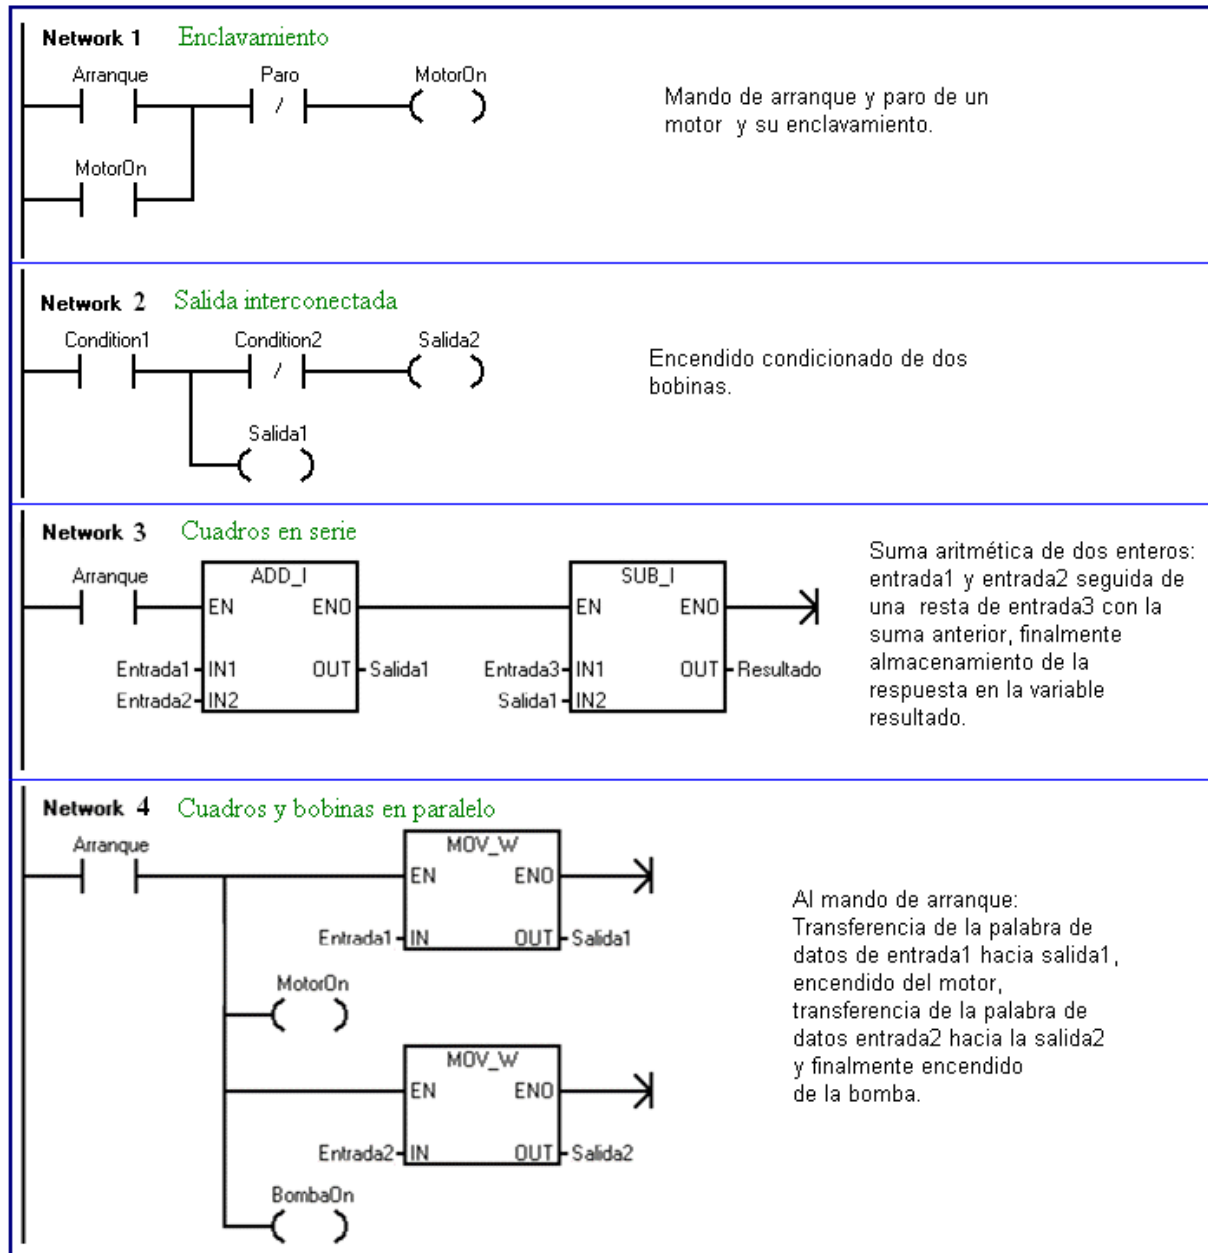 Network 1 Enclavamiento
Arranque Paro MotorOn
/
MotorOn
Mando de arranque y paro de un
motor y su enclavamiento.
Network 2 Salida interconectada
Condition1 Condition2 Salida2
/
Salida1
Encendido condicionado de dos
bobinas.
Network 3 Cuadros en serie
Arranque ADD_I SUB_I
EN ENO EN ENO
Entrada1 IN1 OUT Salida1 Entrada3 IN1 OUT Resultado
Entrada2 IN2 Salida1 IN2
Suma aritmética de dos enteros:
entrada1 y entrada2 seguida de
una resta de entrada3 con la
suma anterior, finalmente
almacenamiento de la
respuesta en la variable
resultado.
Network 4 Cuadros y bobinas en paralelo
Arranque MOV_W
EN ENO
Entrada1 IN OUT Salida1
MotorOn
MOV_W
EN ENO
Entrada2 IN OUT Salida2
BombaOn
Al mando de arranque:
Transferencia de la palabra de
datos de entrada1 hacia salida1,
encendido del motor,
transferencia de la palabra de
datos entrada2 hacia la salida2
y finalmente encendido
de la bomba.